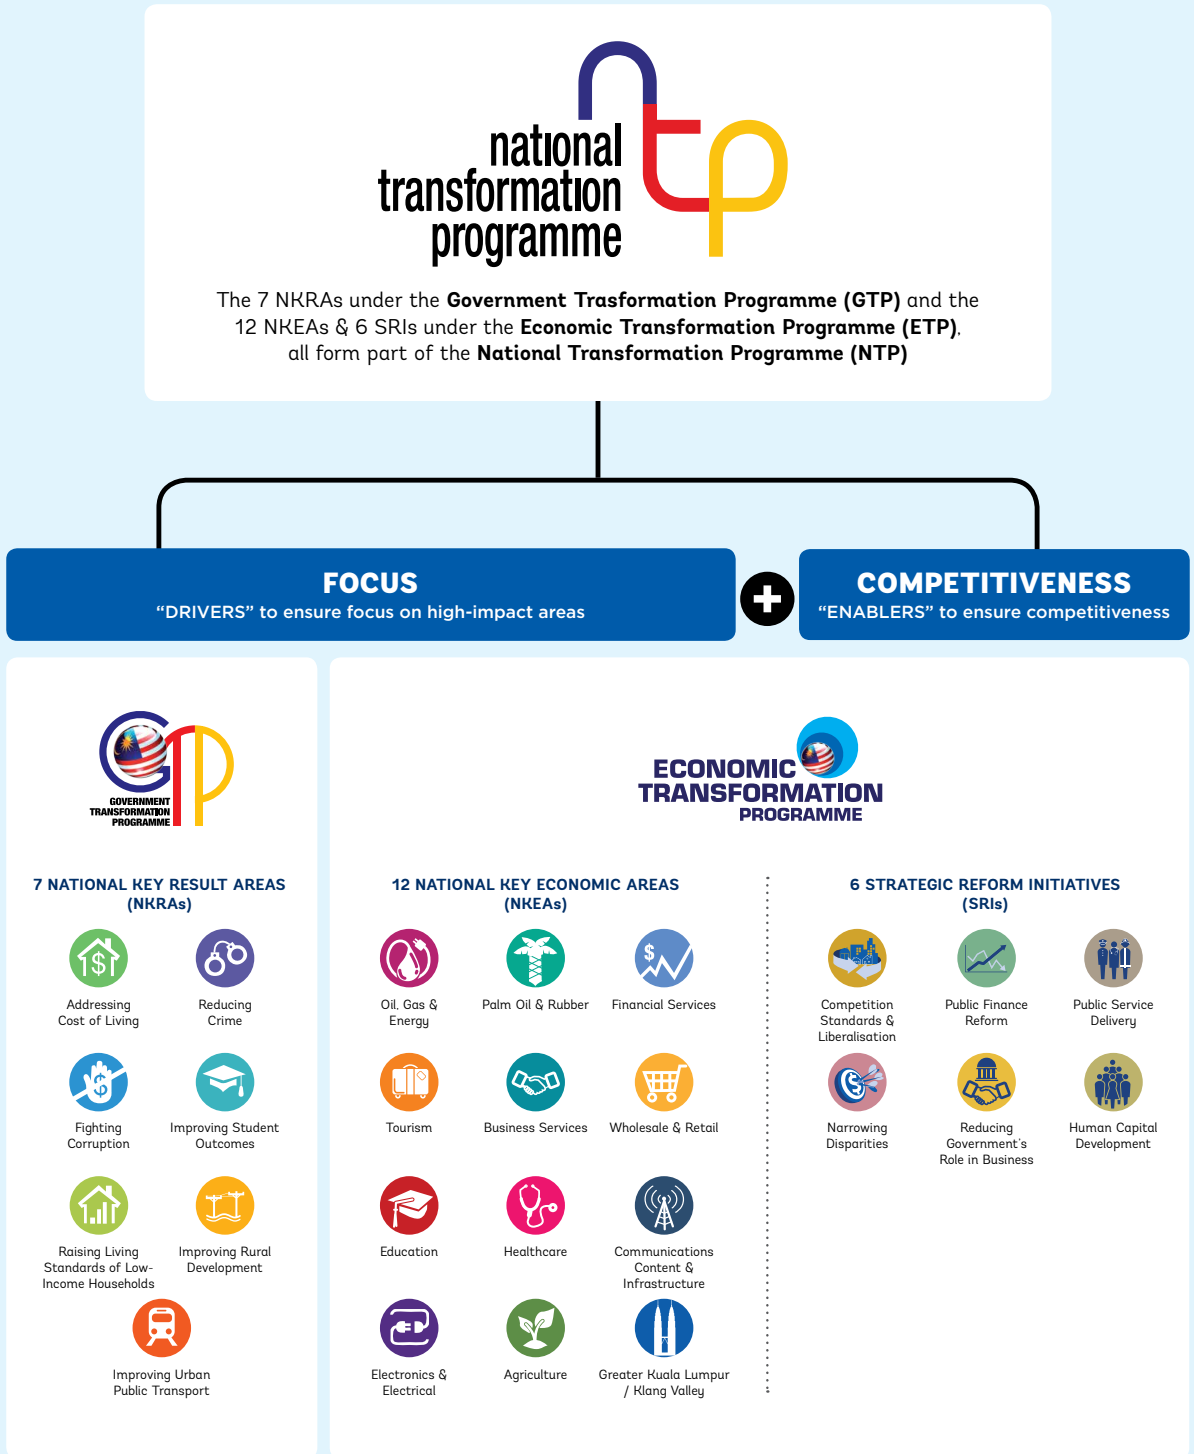 national
transformation
programme
ntp
The 7 NKRAs under the Government Trasformation Programme (GTP) and the
12 NKEAs & 6 SRIs under the Economic Transformation Programme (ETP),
all form part of the National Transformation Programme (NTP)
FOCUS
“DRIVERS” to ensure focus on high-impact areas
COMPETITIVENESS
“ENABLERS” to ensure competitiveness
GTP
GOVERNMENT
TRANSFORMATION
PROGRAMME
ECONOMIC
TRANSFORMATION
PROGRAMME
7 NATIONAL KEY RESULT AREAS
(NKRAs)
Addressing
Cost of Living
Reducing
Crime
Fighting
Corruption
Improving Student
Outcomes
Raising Living
Standards of Low-
Income Households
Improving Rural
Development
Improving Urban
Public Transport
12 NATIONAL KEY ECONOMIC AREAS
(NKEAs)
Oil, Gas &
Energy
Palm Oil & Rubber
Financial Services
Tourism
Business Services
Wholesale & Retail
Education
Healthcare
Communications
Content &
Infrastructure
Electronics &
Electrical
Agriculture
Greater Kuala Lumpur
/ Klang Valley
6 STRATEGIC REFORM INITIATIVES
(SRIs)
Competition
Standards &
Liberalisation
Public Finance
Reform
Public Service
Delivery
Narrowing
Disparities
Reducing
Government's
Role in Business
Human Capital
Development